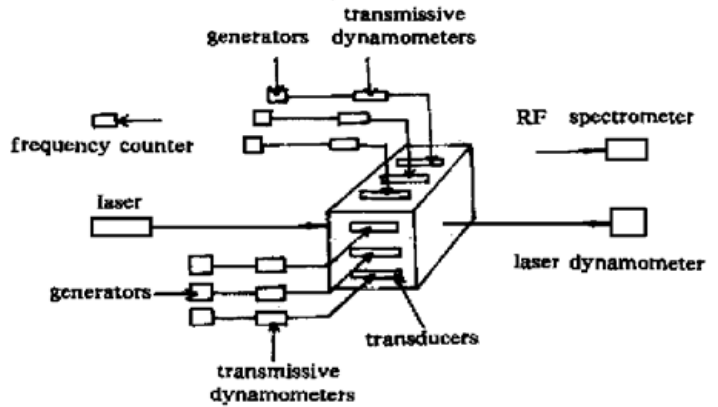 transmissive
generators dynamometers
RF spectrometer
frequency counter
laser
laser dynamometer
generators
transducers
transmissive
dynamometers